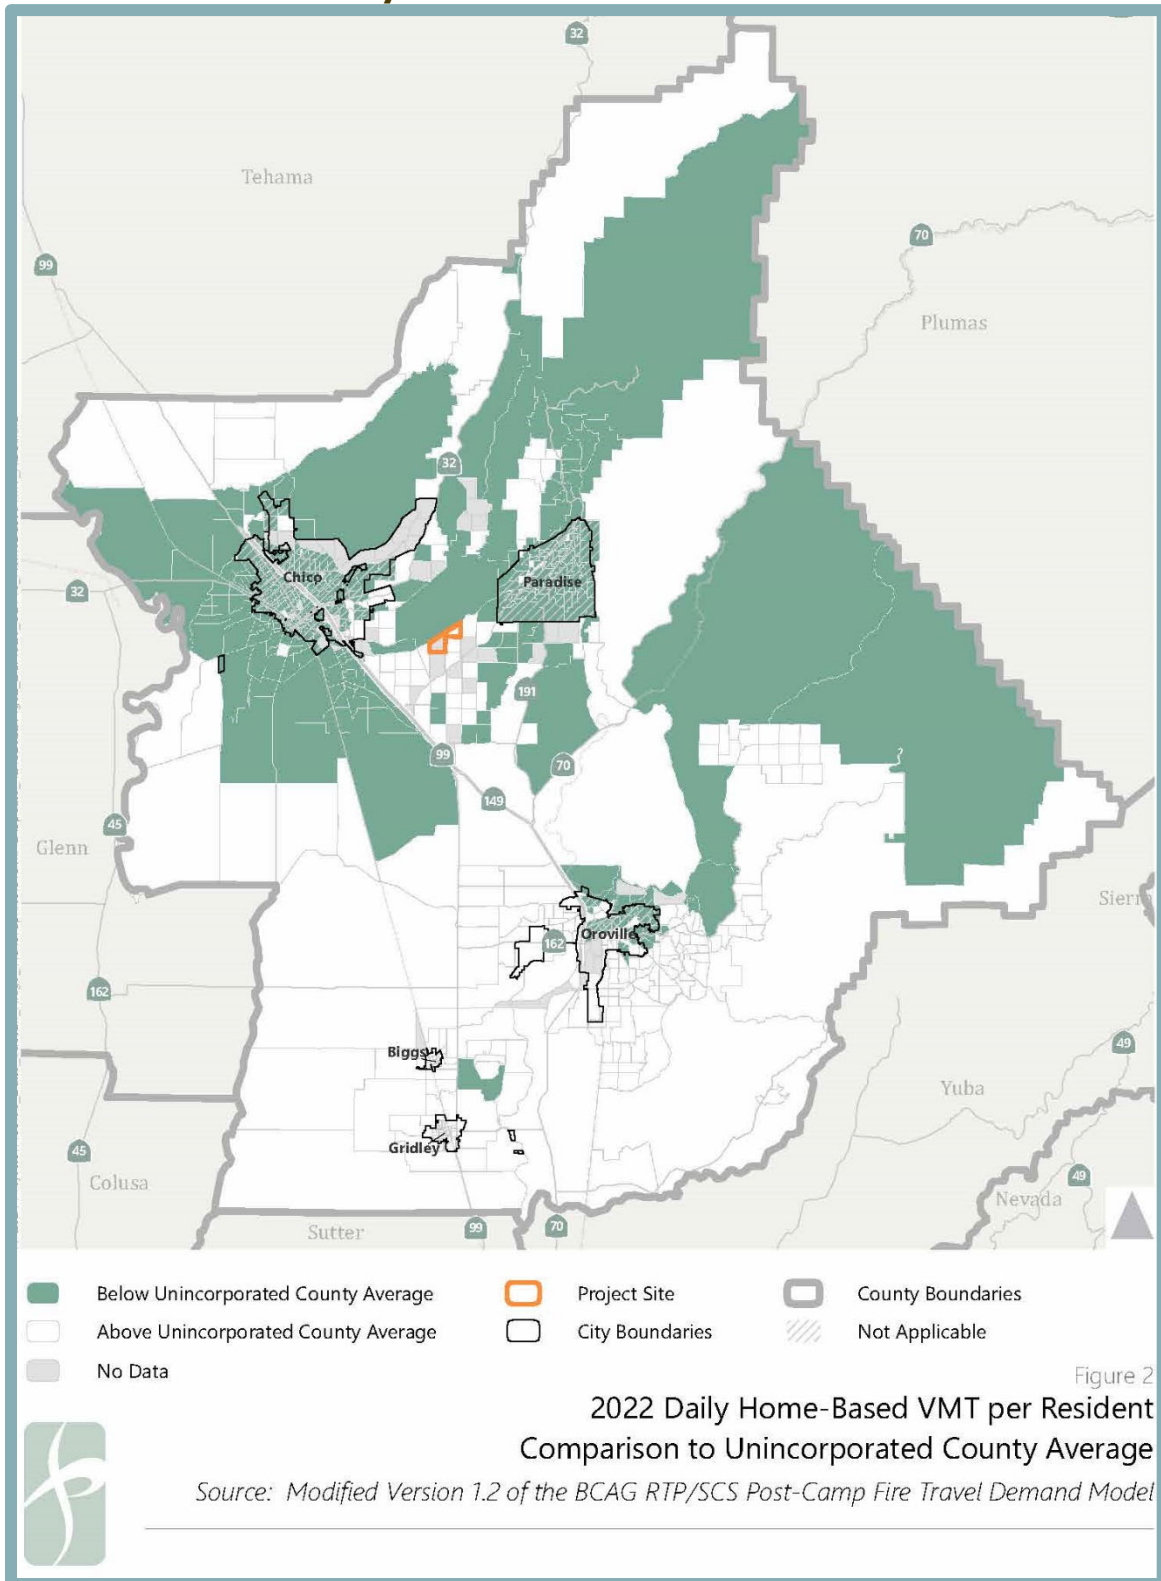 32
Tehama
99
70
Plumas
32
Chico
Paradise
32
191
99
70
149
45
Glenn
Sierr
Oroville
162
162
Biggs
49
Yuba
Gridley
45
49
Colusa
Nevada
Sutter
99
70
Below Unincorporated County Average
Project Site
County Boundaries
Above Unincorporated County Average
City Boundaries
Not Applicable
No Data
Figure 2
2022 Daily Home-Based VMT per Resident
Comparison to Unincorporated County Average
Source: Modified Version 1.2 of the BCAG RTP/SCS Post-Camp Fire Travel Demand Model